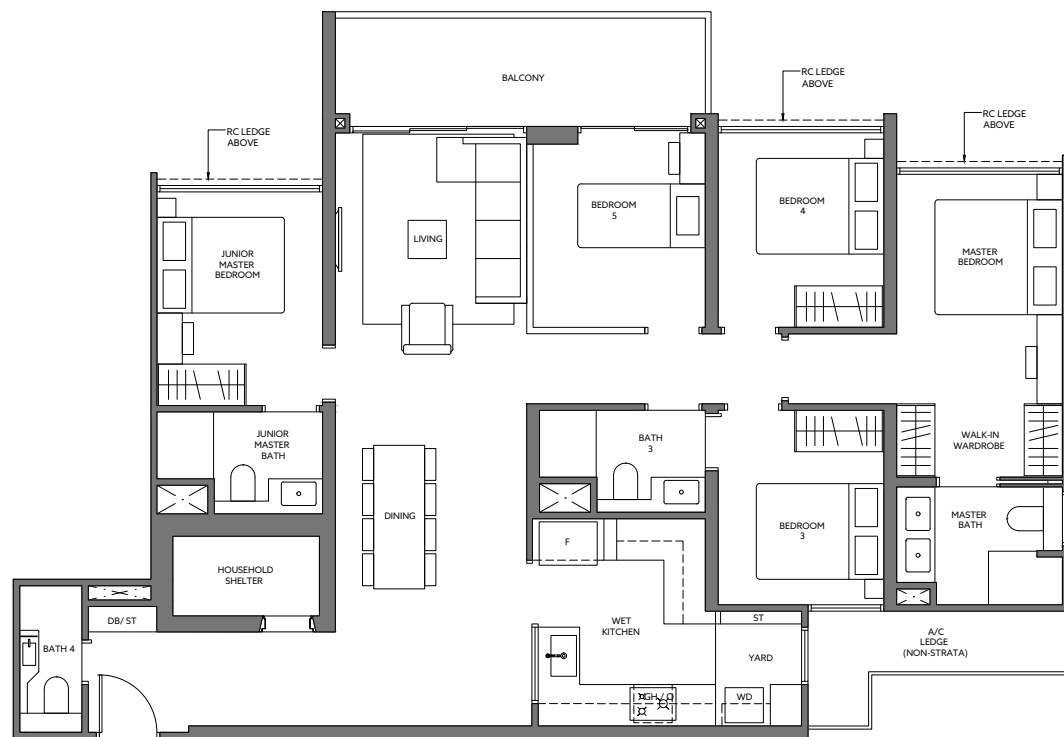 BALCONY
RC LEDGE
ABOVE
RC LEDGE
ABOVE
RC LEDGE
ABOVE
JUNIOR
MASTER
BEDROOM
LIVING
BEDROOM
5
BEDROOM
4
MASTER
BEDROOM
JUNIOR
MASTER
BATH
BATH
3
WALK-IN
WARDROBE
DINING
BEDROOM
3
MASTER
BATH
F
HOUSEHOLD
SHELTER
DB/ ST
WET
KITCHEN
ST
A/C
LEDGE
(NON-STRATA)
BATH 4
YARD
WD